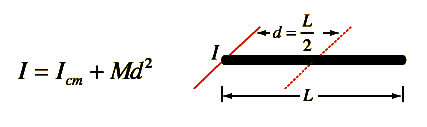 I = I_cm + Md²
I
d = L/2
L